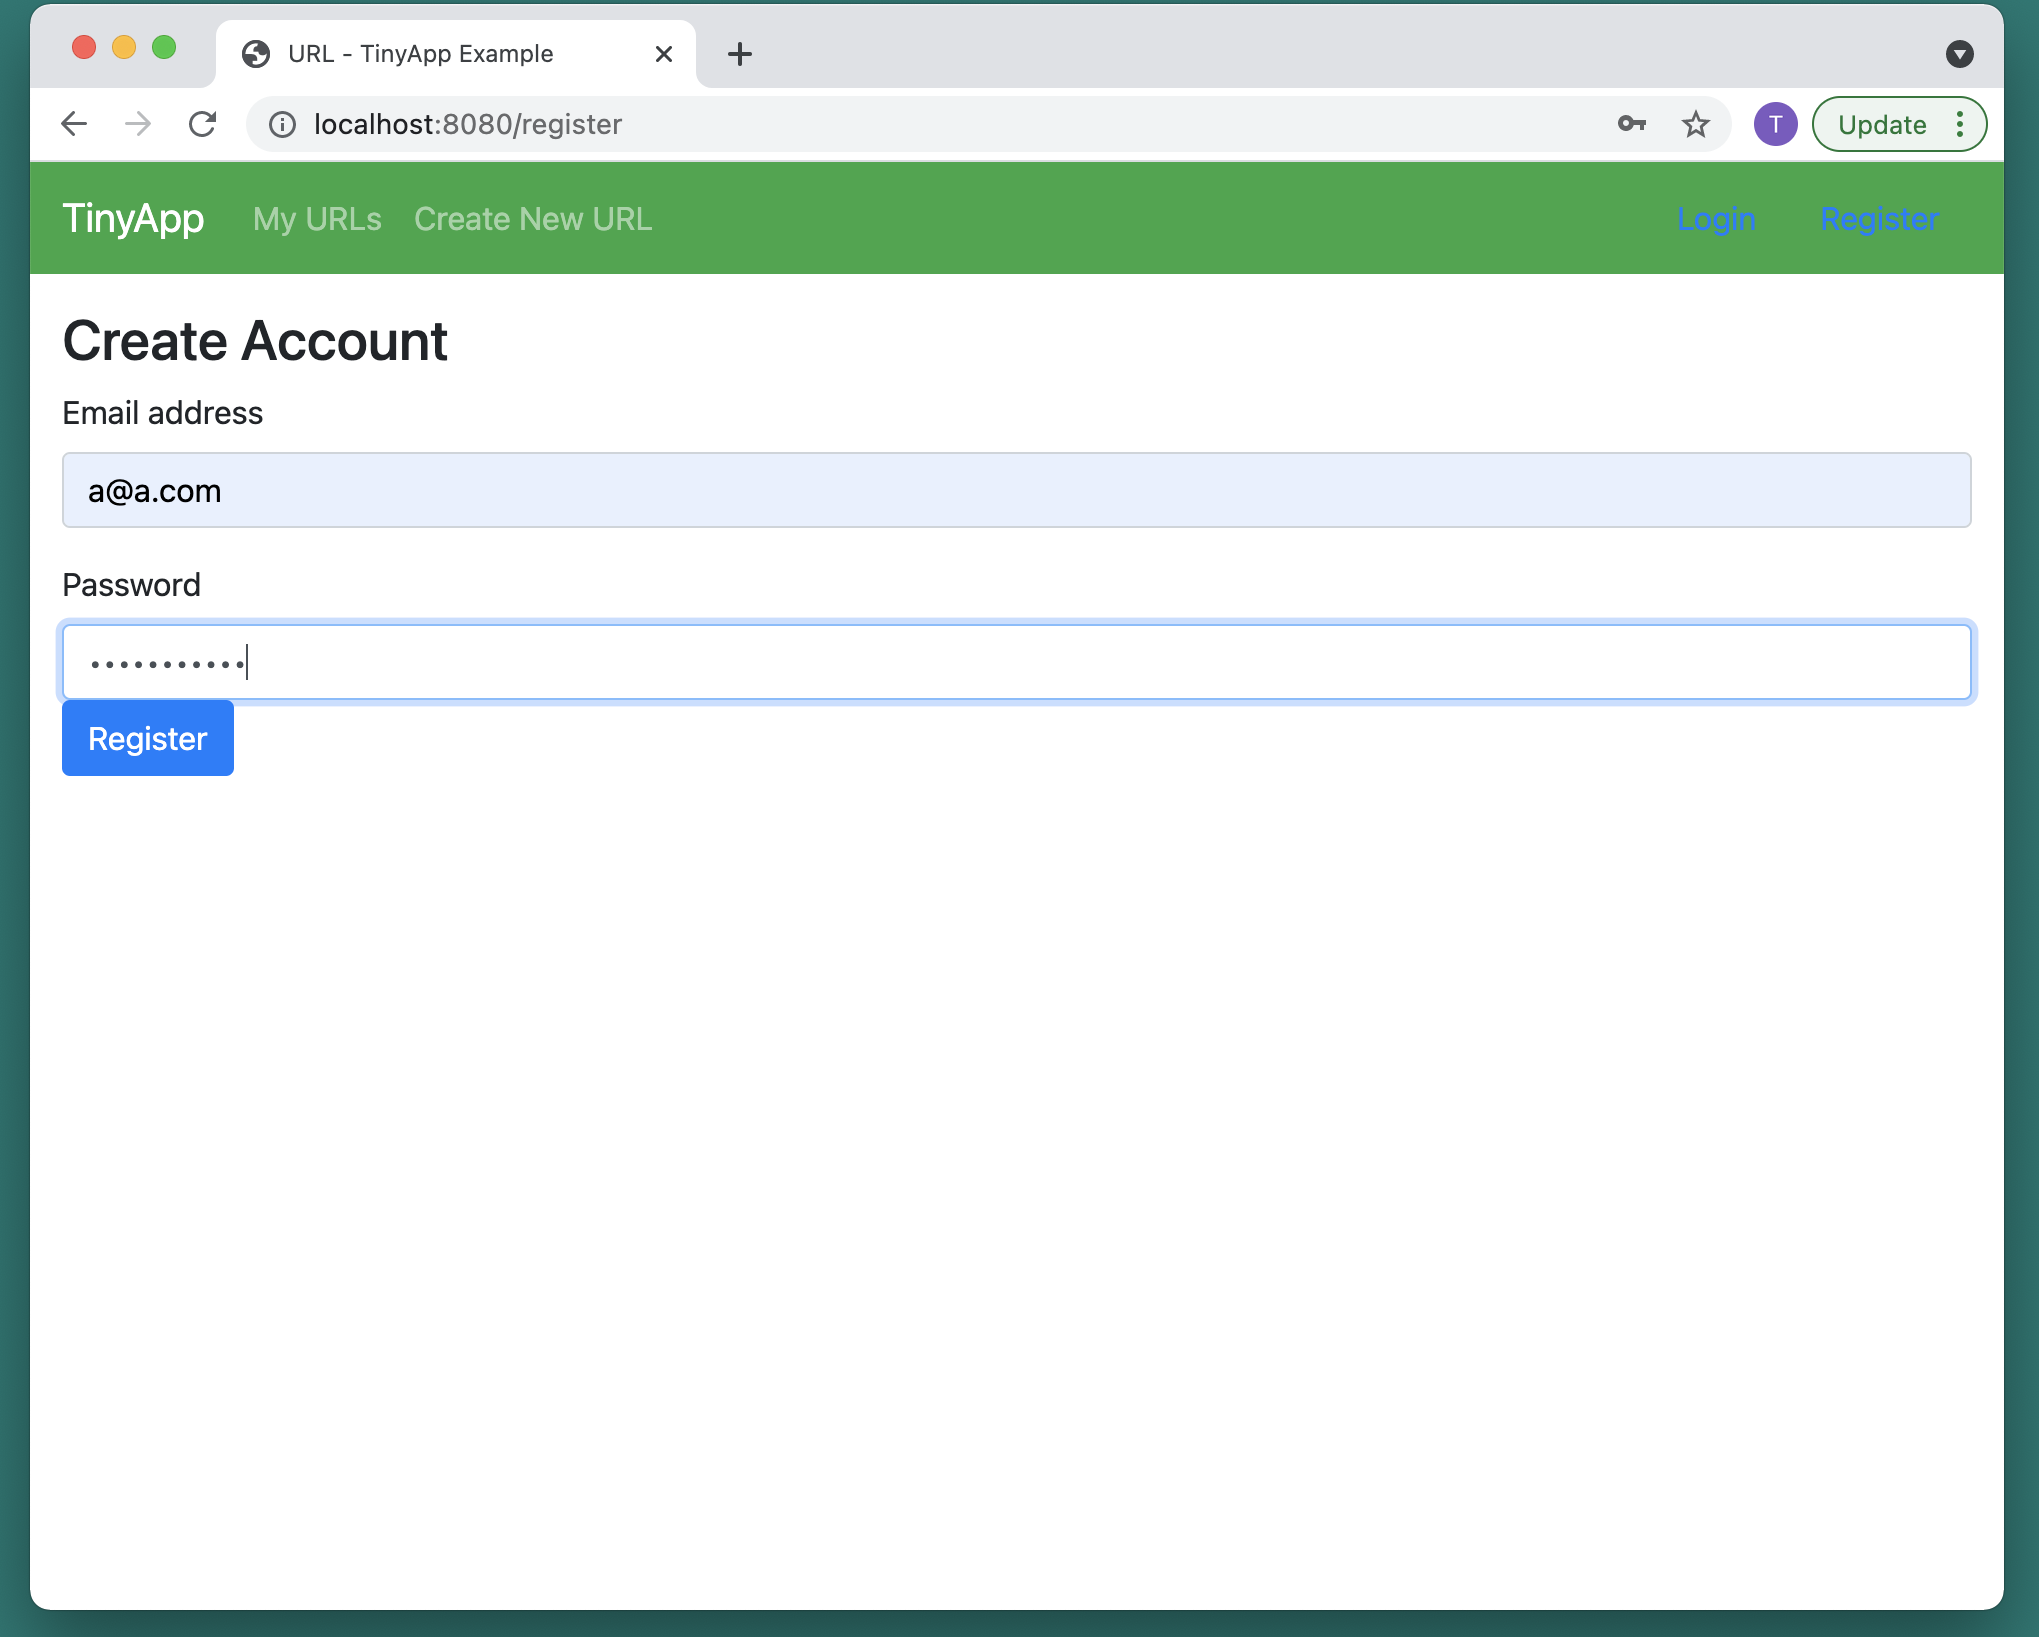 URL - TinyApp Example
localhost:8080/register
T
Update
TinyApp My URLs Create New URL Login Register
Create Account
Email address
a@a.com
Password
•••••••••••
Register